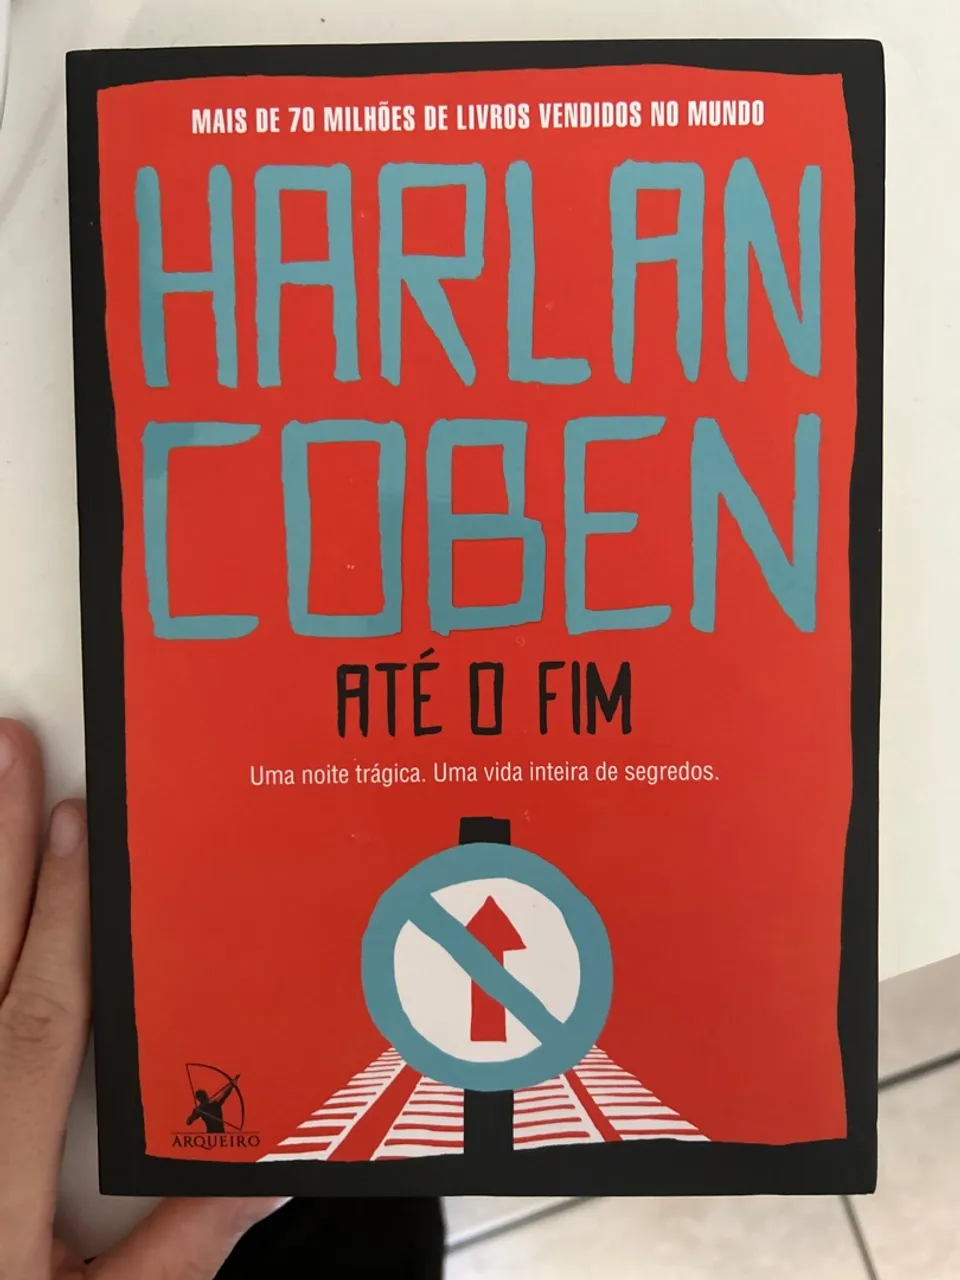 MAIS DE 70 MILHÕES DE LIVROS VENDIDOS NO MUNDO
HARLAN
COBEN
ATÉ O FIM
Uma noite trágica. Uma vida inteira de segredos.
ARQUEIRO